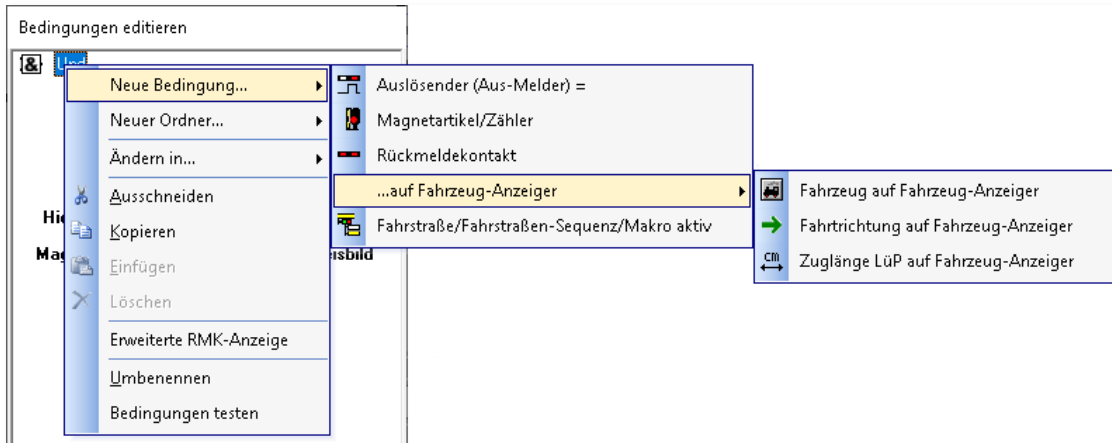 Bedingungen editieren
&
Neue Bedingung...
Neuer Ordner...
Ändern in...
Ausschneiden
Kopieren
Einfügen
Löschen
Erweiterte RMK-Anzeige
Umbenennen
Bedingungen testen
Auslösender (Aus-Melder) =
Magnetartikel/Zähler
Rückmeldekontakt
...auf Fahrzeug-Anzeiger
Fahrstraße/Fahrstraßen-Sequenz/Makro aktiv
Fahrzeug auf Fahrzeug-Anzeiger
Fahrtrichtung auf Fahrzeug-Anzeiger
cm Zuglänge LüP auf Fahrzeug-Anzeiger